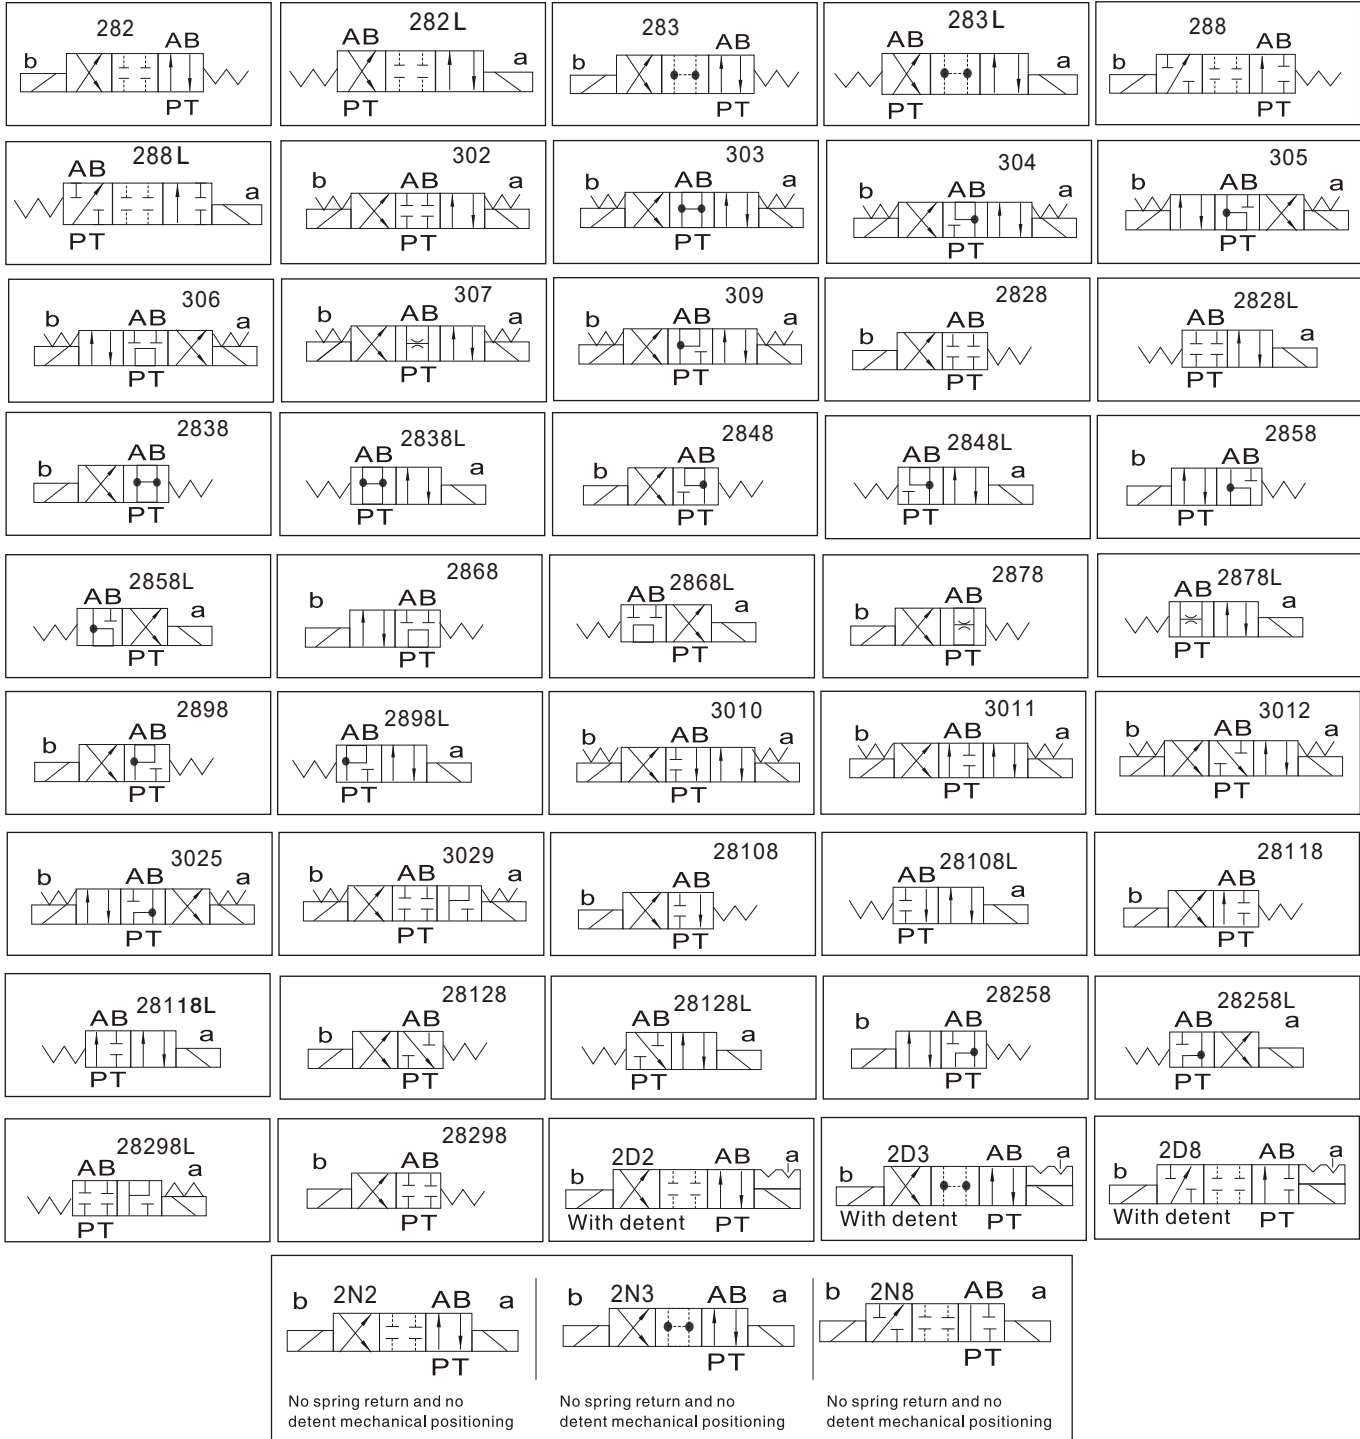 282
AB
b
PT
282L
AB
a
PT
283
AB
b
PT
283L
AB
a
PT
288
AB
b
PT
288L
AB
a
PT
302
b AB a
PT
303
b AB a
PT
304
b AB a
PT
305
b AB a
PT
306
b AB a
PT
307
b AB a
PT
309
b AB a
PT
2828
b AB
PT
2828L
AB a
PT
2838
b AB
PT
2838L
AB a
PT
2848
b AB
PT
2848L
AB a
PT
2858
b AB
PT
2858L
AB a
PT
2868
b AB
PT
2868L
AB a
PT
2878
b AB
PT
2878L
AB a
PT
2898
b AB
PT
2898L
AB a
PT
3010
b AB a
PT
3011
b AB a
PT
3012
b AB a
PT
3025
b AB a
PT
3029
b AB a
PT
28108
b AB
PT
28108L
AB a
PT
28118
b AB
PT
28118L
AB a
PT
28128
b AB
PT
28128L
AB a
PT
28258
b AB
PT
28258L
AB a
PT
28298L
AB a
PT
28298
b AB
PT
2D2 AB a
b
With detent PT
2D3 AB a
b
With detent PT
2D8 AB a
b
With detent PT
b 2N2 AB a
PT
No spring return and no
detent mechanical positioning
b 2N3 AB a
PT
No spring return and no
detent mechanical positioning
b 2N8 AB a
PT
No spring return and no
detent mechanical positioning